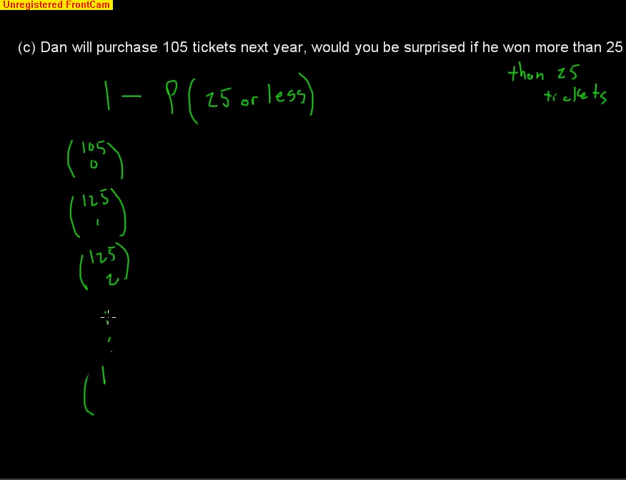 Unregistered FrontCam
(c) Dan will purchase 105 tickets next year, would you be surprised if he won more than 25
than 25
tickets
1 - P(25 or less)
(105
0)
(125
1)
(125
2)
(1